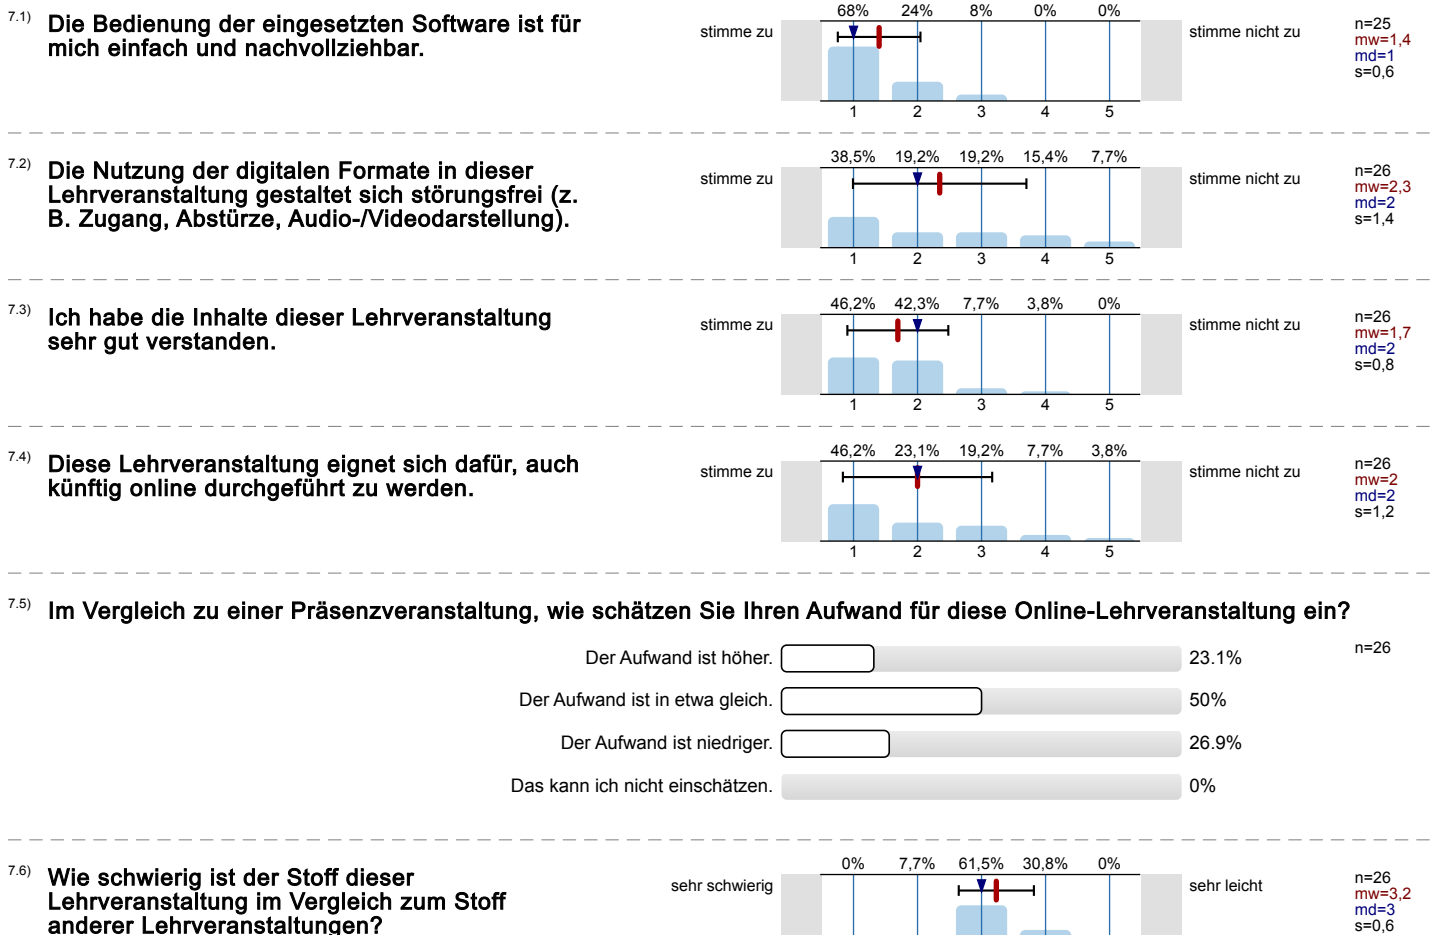 7.1) Die Bedienung der eingesetzten Software ist für
mich einfach und nachvollziehbar.
stimme zu
68% 24% 8% 0% 0%
1 2 3 4 5
stimme nicht zu
n=25
mw=1,4
md=1
s=0,6
7.2) Die Nutzung der digitalen Formate in dieser
Lehrveranstaltung gestaltet sich störungsfrei (z.
B. Zugang, Abstürze, Audio-/Videodarstellung).
stimme zu
38,5% 19,2% 19,2% 15,4% 7,7%
1 2 3 4 5
stimme nicht zu
n=26
mw=2,3
md=2
s=1,4
7.3) Ich habe die Inhalte dieser Lehrveranstaltung
sehr gut verstanden.
stimme zu
46,2% 42,3% 7,7% 3,8% 0%
1 2 3 4 5
stimme nicht zu
n=26
mw=1,7
md=2
s=0,8
7.4) Diese Lehrveranstaltung eignet sich dafür, auch
künftig online durchgeführt zu werden.
stimme zu
46,2% 23,1% 19,2% 7,7% 3,8%
1 2 3 4 5
stimme nicht zu
n=26
mw=2
md=2
s=1,2
7.5) Im Vergleich zu einer Präsenzveranstaltung, wie schätzen Sie Ihren Aufwand für diese Online-Lehrveranstaltung ein?
n=26
Der Aufwand ist höher. 23.1%
Der Aufwand ist in etwa gleich. 50%
Der Aufwand ist niedriger. 26.9%
Das kann ich nicht einschätzen. 0%
7.6) Wie schwierig ist der Stoff dieser
Lehrveranstaltung im Vergleich zum Stoff
anderer Lehrveranstaltungen?
sehr schwierig
0% 7,7% 61,5% 30,8% 0%
sehr leicht
n=26
mw=3,2
md=3
s=0,6